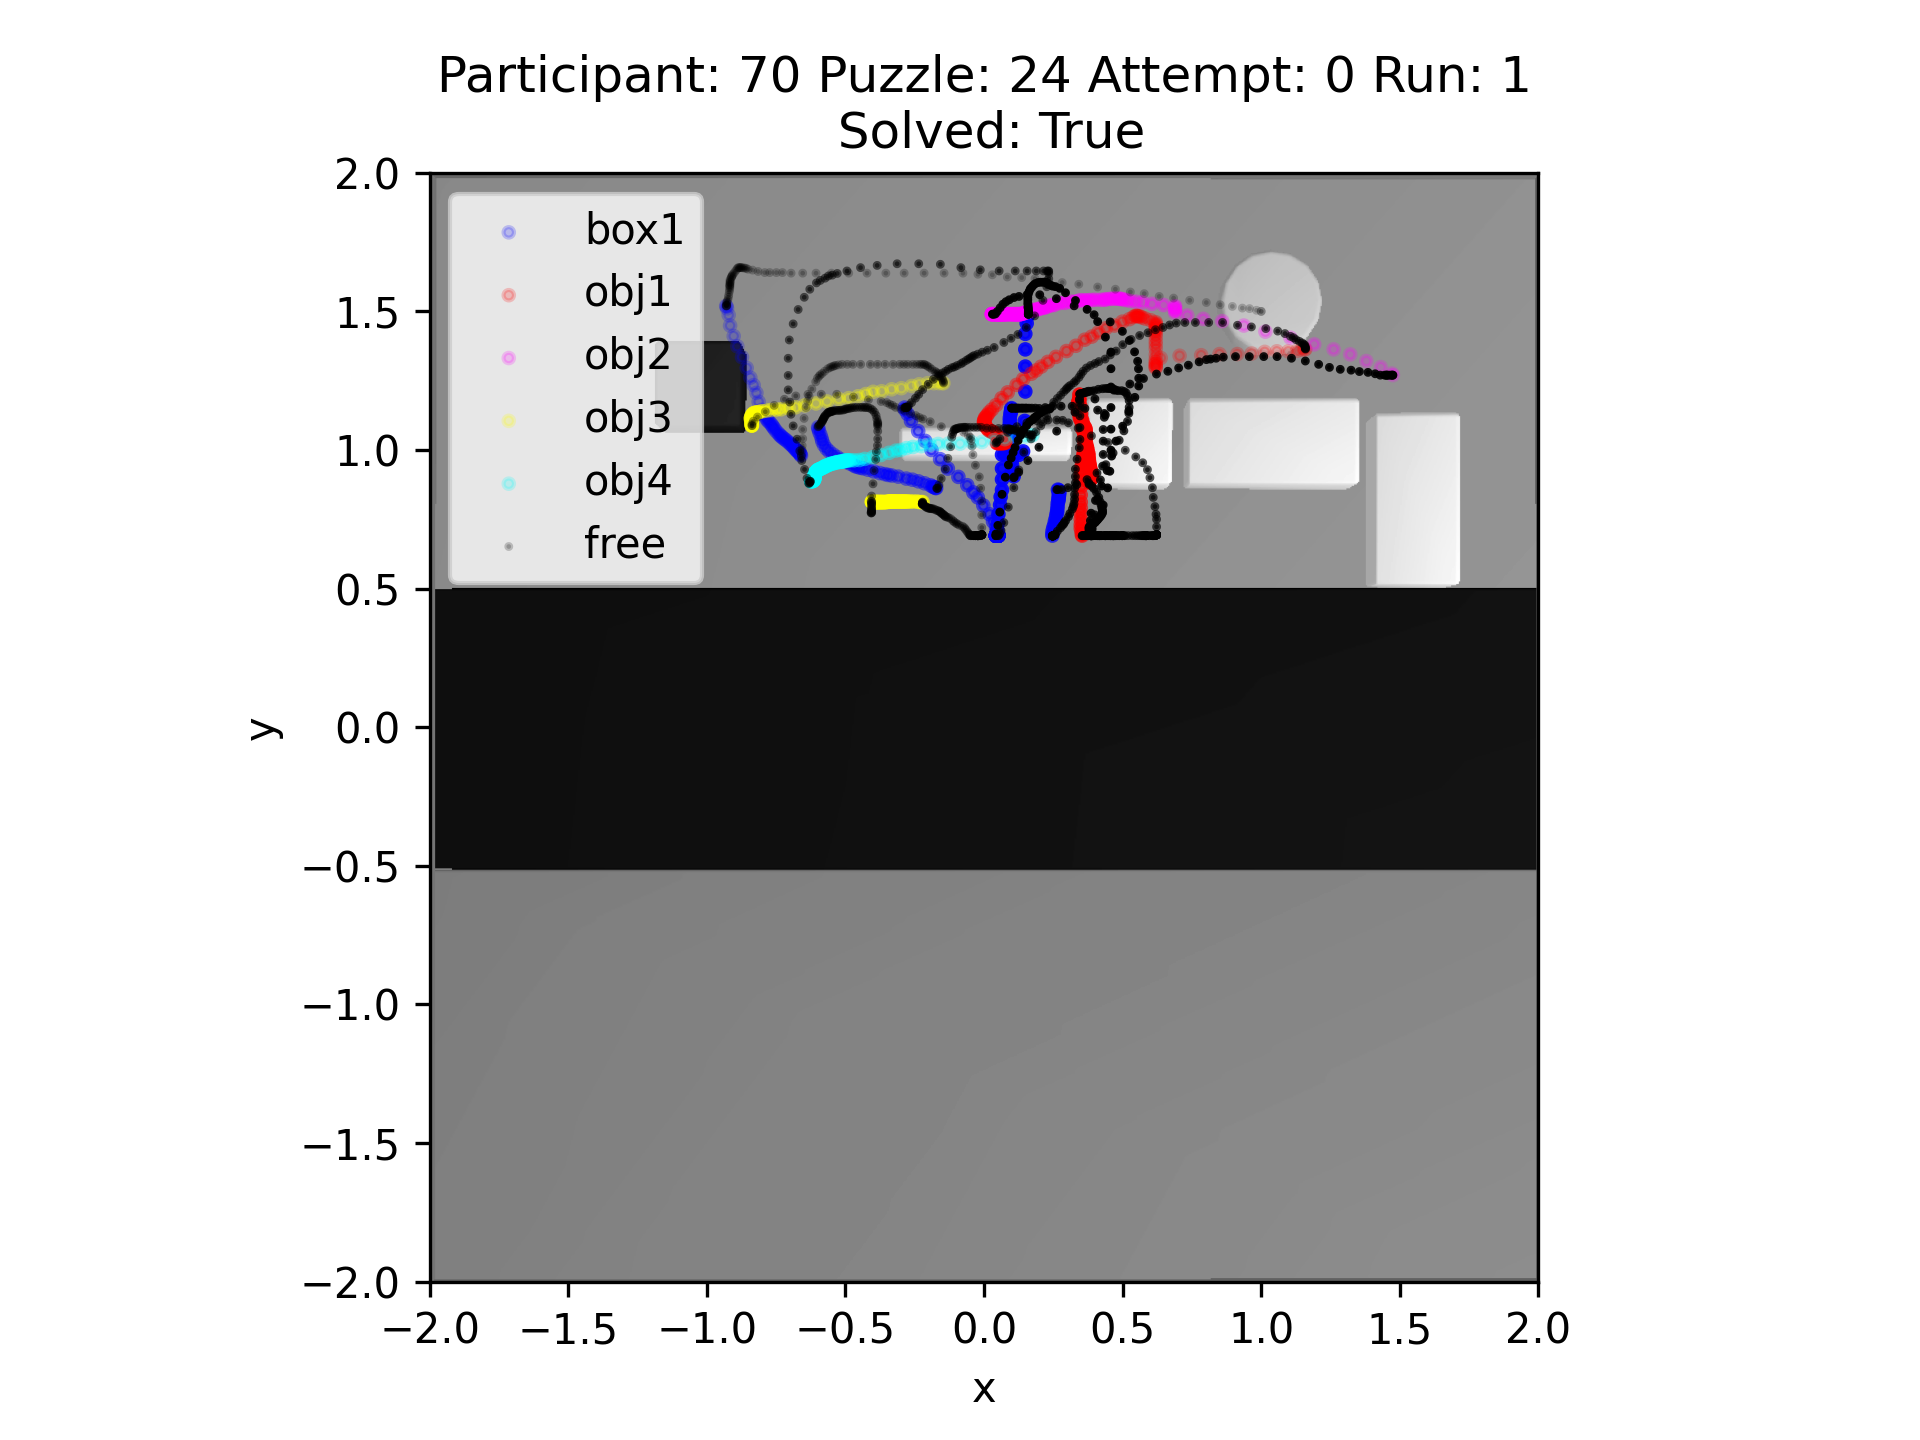 Participant: 70 Puzzle: 24 Attempt: 0 Run: 1
Solved: True
2.0
1.5
1.0
0.5
0.0
−0.5
−1.0
−1.5
−2.0
y
box1
obj1
obj2
obj3
obj4
free
−2.0 −1.5 −1.0 −0.5 0.0 0.5 1.0 1.5 2.0
x